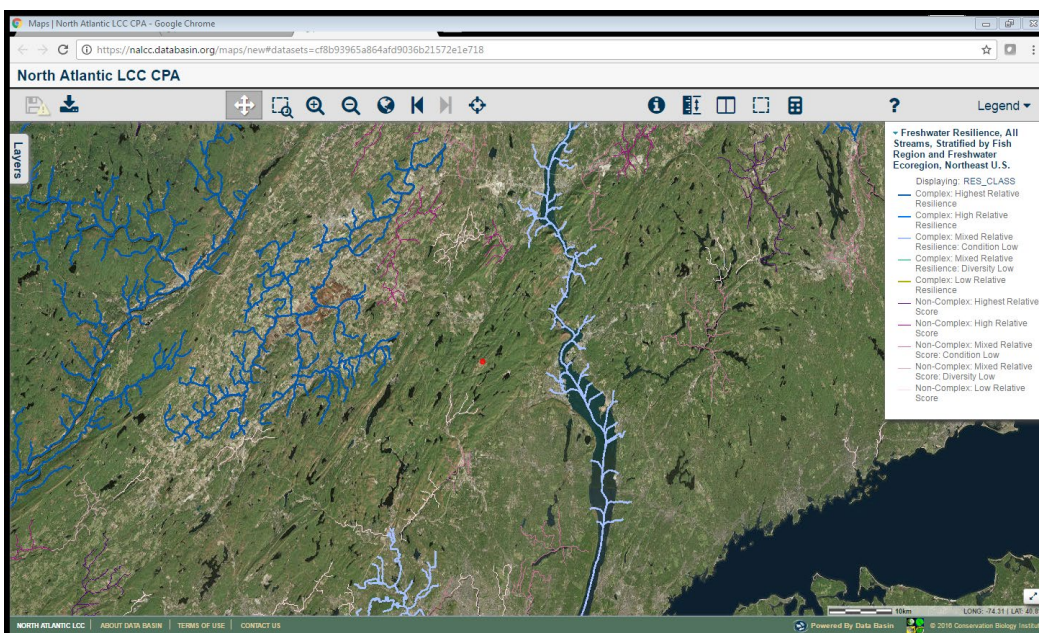 Maps | North Atlantic LCC CPA - Google Chrome
https://nalcc.databasin.org/maps/new#datasets=cf8b93965a864afd9036b21572e1e718
North Atlantic LCC CPA
? Legend
Layers
Freshwater Resilience, All
Streams, Stratified by Fish
Region and Freshwater
Ecoregion, Northeast U.S.
Displaying: RES_CLASS
Complex: Highest Relative
Resilience
Complex: High Relative
Resilience
Complex: Mixed Relative
Resilience: Condition Low
Complex: Mixed Relative
Resilience: Diversity Low
Complex: Low Relative
Resilience
Non-Complex: Highest Relative
Score
Non-Complex: High Relative
Score
Non-Complex: Mixed Relative
Score: Condition Low
Non-Complex: Mixed Relative
Score: Diversity Low
Non-Complex: Low Relative
Score
10km LONG: -74.31 | LAT:
NORTH ATLANTIC LCC | ABOUT DATA BASIN | TERMS OF USE | CONTACT US Powered By Data Basin © 2016 Conservation Biology